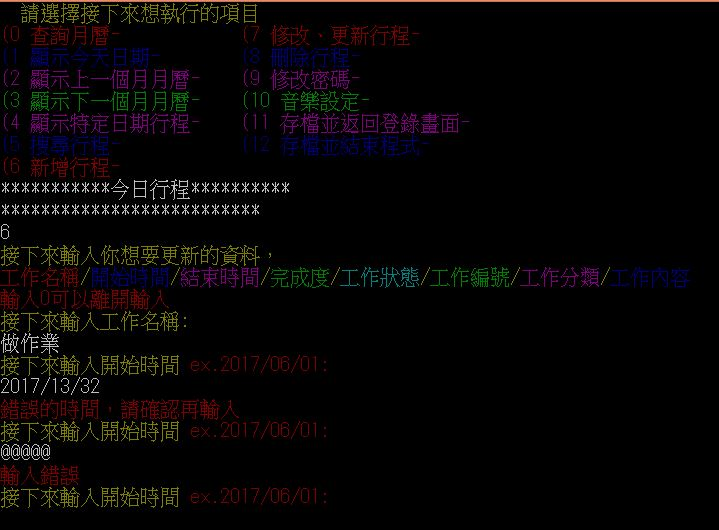 請選擇接下來想執行的項目
(0 查詢月曆- (7 修改、更新行程-
(1 顯示今天日期- (8 刪除行程-
(2 顯示上一個月月曆- (9 修改密碼-
(3 顯示下一個月月曆- (10 音樂設定-
(4 顯示特定日期行程- (11 存檔並返回登錄畫面-
(5 搜尋行程- (12 存檔並結束程式-
(6 新增行程-
***********今日行程**********
**************************
6
接下來輸入你想要更新的資料，
工作名稱/開始時間/結束時間/完成度/工作狀態/工作編號/工作分類/工作內容
輸入0可以離開輸入
接下來輸入工作名稱:
做作業
接下來輸入開始時間 ex.2017/06/01:
2017/13/32
錯誤的時間，請確認再輸入
接下來輸入開始時間 ex.2017/06/01:
@@@@@
輸入錯誤
接下來輸入開始時間 ex.2017/06/01: